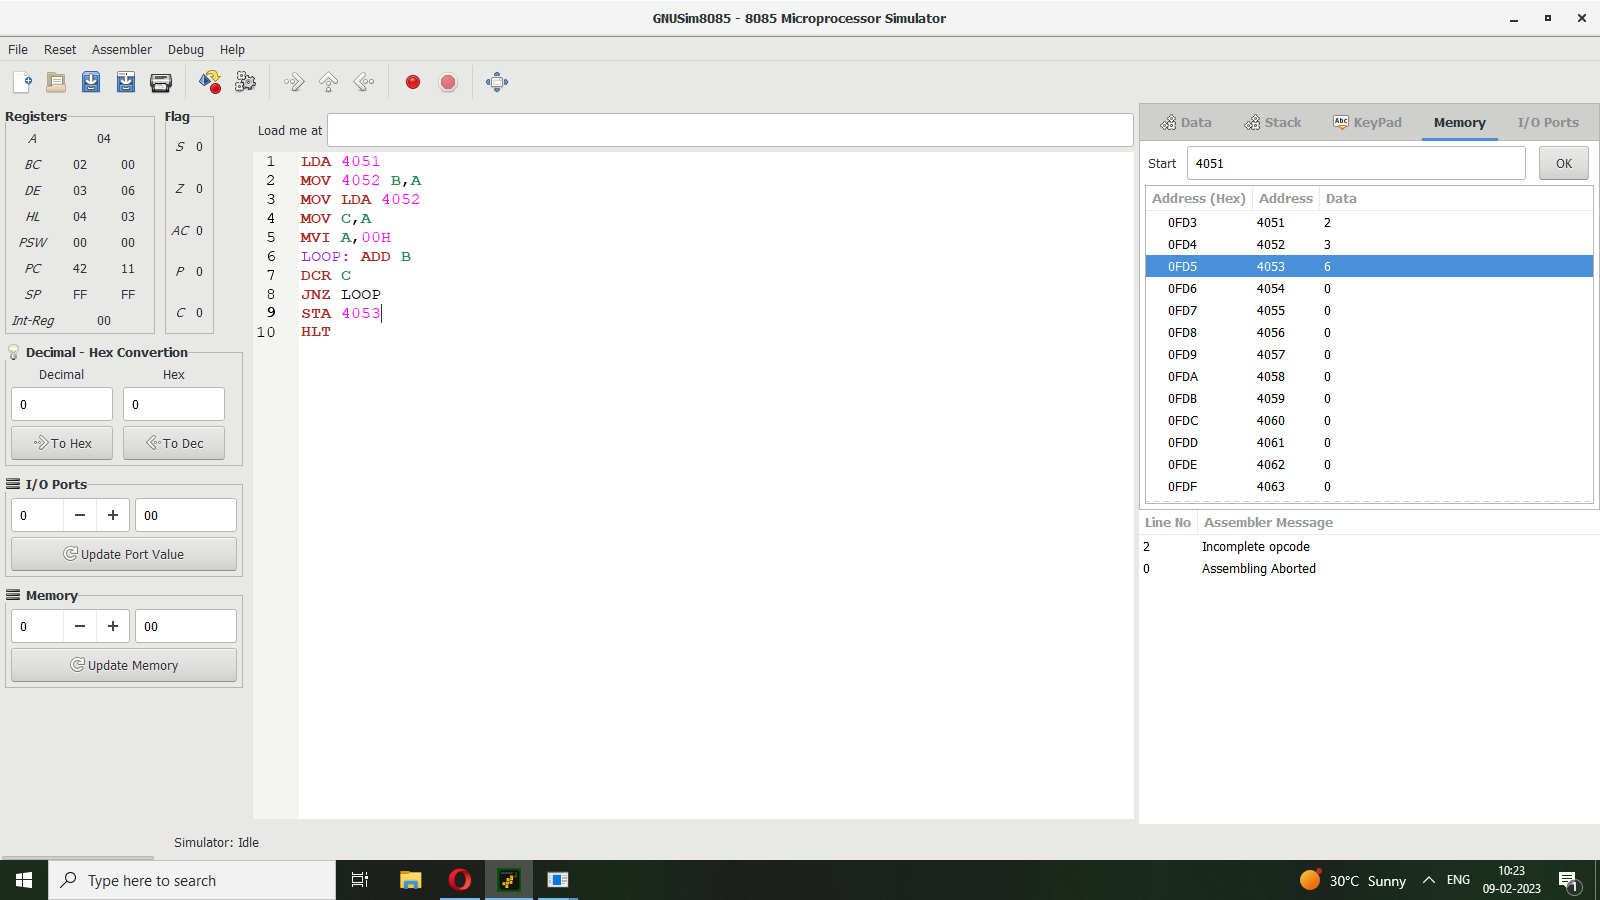 GNUSim8085 - 8085 Microprocessor Simulator
File Reset Assembler Debug Help
Registers
A 04
BC 02 00
DE 03 06
HL 04 03
PSW 00 00
PC 42 11
SP FF FF
Int-Reg 00
Flag
S 0
Z 0
AC 0
P 0
C 0
Decimal - Hex Convertion
Decimal Hex
0 0
To Hex To Dec
I/O Ports
0 − + 00
Update Port Value
Memory
0 − + 00
Update Memory
Load me at
1 LDA 4051
2 MOV 4052 B,A
3 MOV LDA 4052
4 MOV C,A
5 MVI A,00H
6 LOOP: ADD B
7 DCR C
8 JNZ LOOP
9 STA 4053
10 HLT
Data Stack Abc KeyPad Memory I/O Ports
Start 4051 OK
Address (Hex) Address Data
0FD3 4051 2
0FD4 4052 3
0FD5 4053 6
0FD6 4054 0
0FD7 4055 0
0FD8 4056 0
0FD9 4057 0
0FDA 4058 0
0FDB 4059 0
0FDC 4060 0
0FDD 4061 0
0FDE 4062 0
0FDF 4063 0
Line No Assembler Message
2 Incomplete opcode
0 Assembling Aborted
Simulator: Idle
Type here to search
30°C Sunny
ENG
10:23
09-02-2023
1